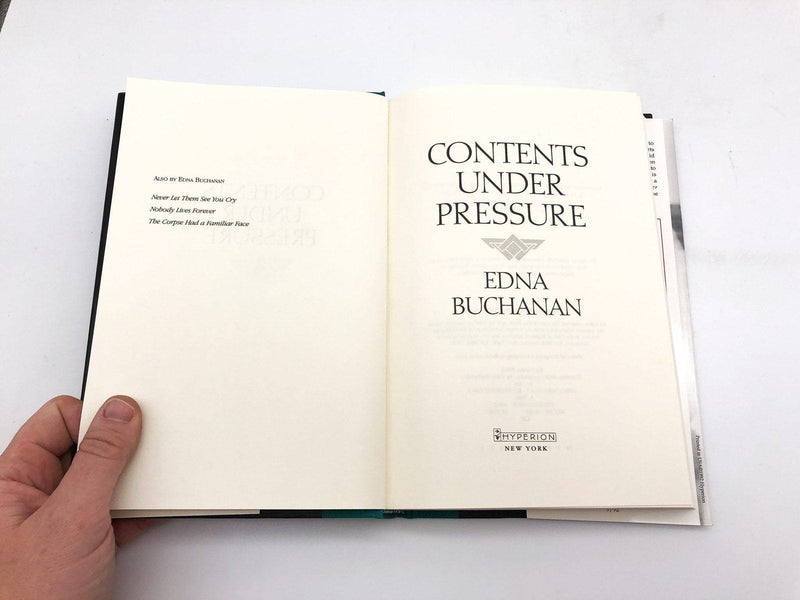 ALSO BY EDNA BUCHANAN
Never Let Them See You Cry
Nobody Lives Forever
The Corpse Had a Familiar Face
CONTENTS
UNDER
PRESSURE
EDNA
BUCHANAN
HYPERION
NEW YORK